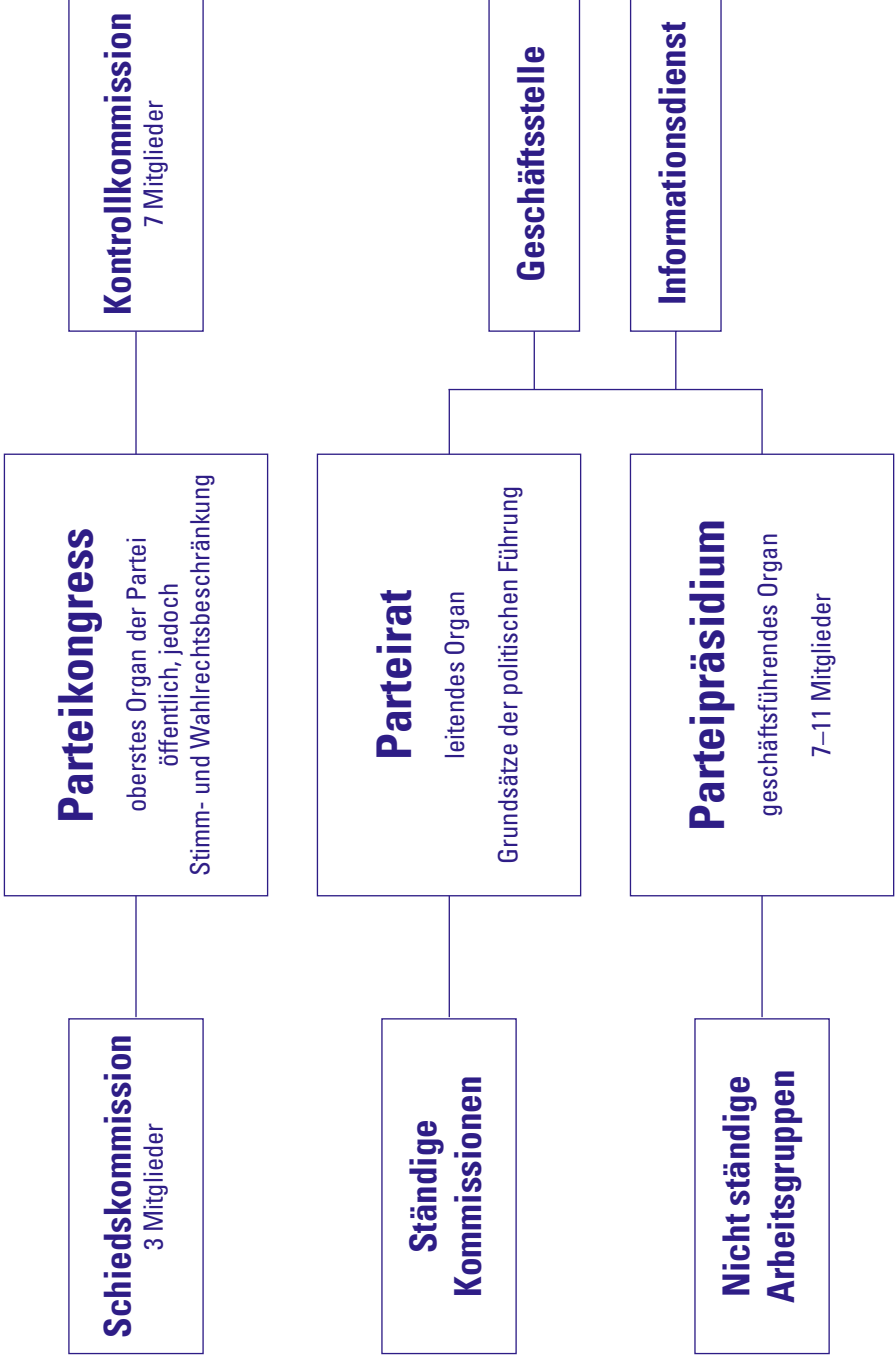 Schiedskommission
3 Mitglieder
Parteikongress
oberstes Organ der Partei
öffentlich, jedoch
Stimm- und Wahlrechtsbeschränkung
Kontrollkommission
7 Mitglieder
Ständige
Kommissionen
Parteirat
leitendes Organ
Grundsätze der politischen Führung
Geschäftsstelle
Informationsdienst
Nicht ständige
Arbeitsgruppen
Parteipräsidium
geschäftsführendes Organ
7–11 Mitglieder